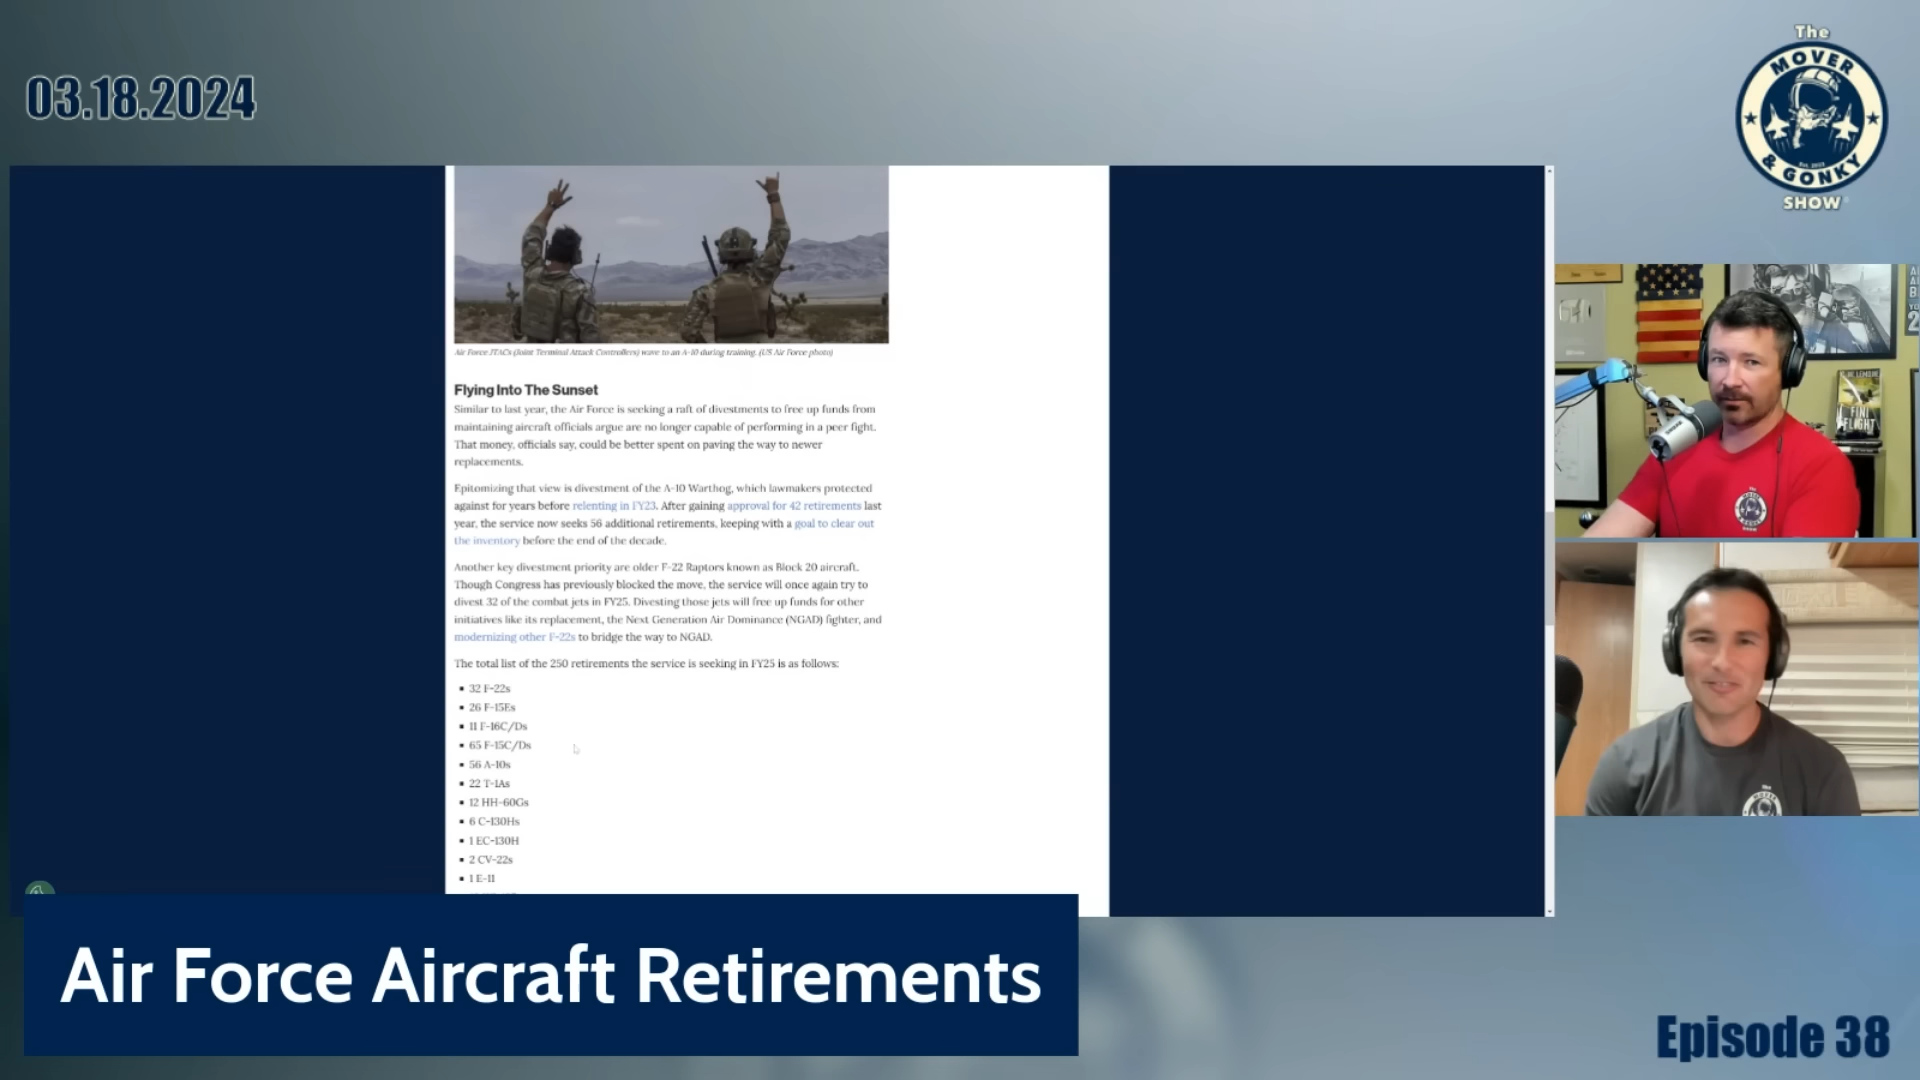 03.18.2024
The
MOVER
& GONKY
SHOW
Air Force JTACs (Joint Terminal Attack Controllers) wave to an A-10 during training. (US Air Force photo)
Flying Into The Sunset
Similar to last year, the Air Force is seeking a raft of divestments to free up funds from
maintaining aircraft officials argue are no longer capable of performing in a peer fight.
That money, officials say, could be better spent on paving the way to newer
replacements.
Epitomizing that view is divestment of the A-10 Warthog, which lawmakers protected
against for years before relenting in FY23. After gaining approval for 42 retirements last
year, the service now seeks 56 additional retirements, keeping with a goal to clear out
the inventory before the end of the decade.
Another key divestment priority are older F-22 Raptors known as Block 20 aircraft.
Though Congress has previously blocked the move, the service will once again try to
divest 32 of the combat jets in FY25. Divesting those jets will free up funds for other
initiatives like its replacement, the Next Generation Air Dominance (NGAD) fighter, and
modernizing other F-22s to bridge the way to NGAD.
The total list of the 250 retirements the service is seeking in FY25 is as follows:
▪ 32 F-22s
▪ 26 F-15Es
▪ 11 F-16C/Ds
▪ 65 F-15C/Ds
▪ 56 A-10s
▪ 22 T-1As
▪ 12 HH-60Gs
▪ 6 C-130Hs
▪ 1 EC-130H
▪ 2 CV-22s
▪ 1 E-11
FINI
FLIGHT
Air Force Aircraft Retirements
Episode 38